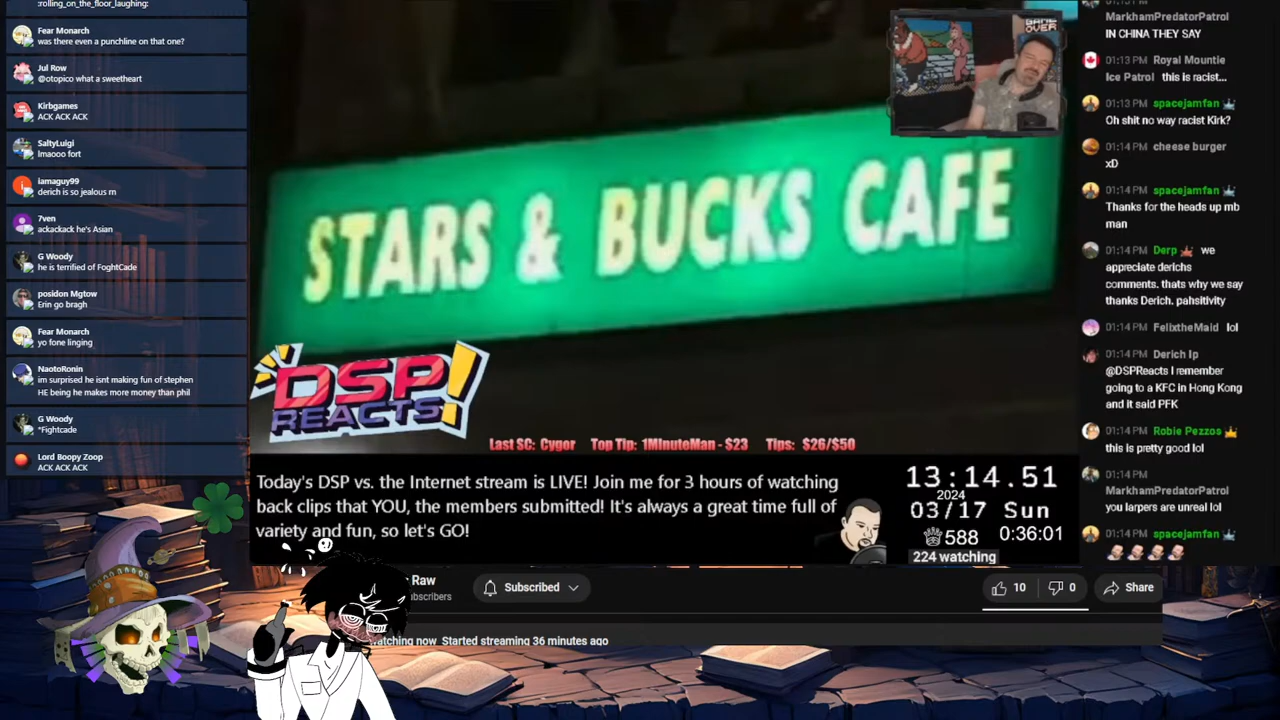 :rolling_on_the_floor_laughing:
Fear Monarch
was there even a punchline on that one?
Jul Row
@otopico what a sweetheart
Kirbgames
ACK ACK ACK
SaltyLuigi
lmaooo fort
iamaguy99
derich is so jealous rn
7ven
ackackack he's Asian
G Woody
he is terrified of FoghtCade
posidon Mgtow
Erin go bragh
Fear Monarch
yo fone linging
NaotoRonin
im surprised he isnt making fun of stephen
HE being he makes more money than phil
G Woody
*Fightcade
Lord Boopy Zoop
ACK ACK ACK
STARS & BUCKS CAFE
GAME
OVER
DSP
REACTS!
Last SC: Cygor Top Tip: 1MinuteMan - $23 Tips: $26/$50
Today's DSP vs. the Internet stream is LIVE! Join me for 3 hours of watching
back clips that YOU, the members submitted! It's always a great time full of
variety and fun, so let's GO!
13:14.51
2024
03/17 Sun
588
0:36:01
224 watching
Raw
Subscribed
10
0
Share
watching now Started streaming 36 minutes ago
MarkhamPredatorPatrol
IN CHINA THEY SAY
01:13 PM Royal Mountie
Ice Patrol this is racist...
01:13 PM spacejamfan
Oh shit no way racist Kirk?
01:14 PM cheese burger
xD
01:14 PM spacejamfan
Thanks for the heads up mb
man
01:14 PM Derp we
appreciate derichs
comments. thats why we say
thanks Derich. pahsitivity
01:14 PM FelixtheMaid lol
01:14 PM Derich Ip
@DSPReacts I remember
going to a KFC in Hong Kong
and it said PFK
01:14 PM Robie Pezzos
this is pretty good lol
01:14 PM
MarkhamPredatorPatrol
you larpers are unreal lol
01:14 PM spacejamfan